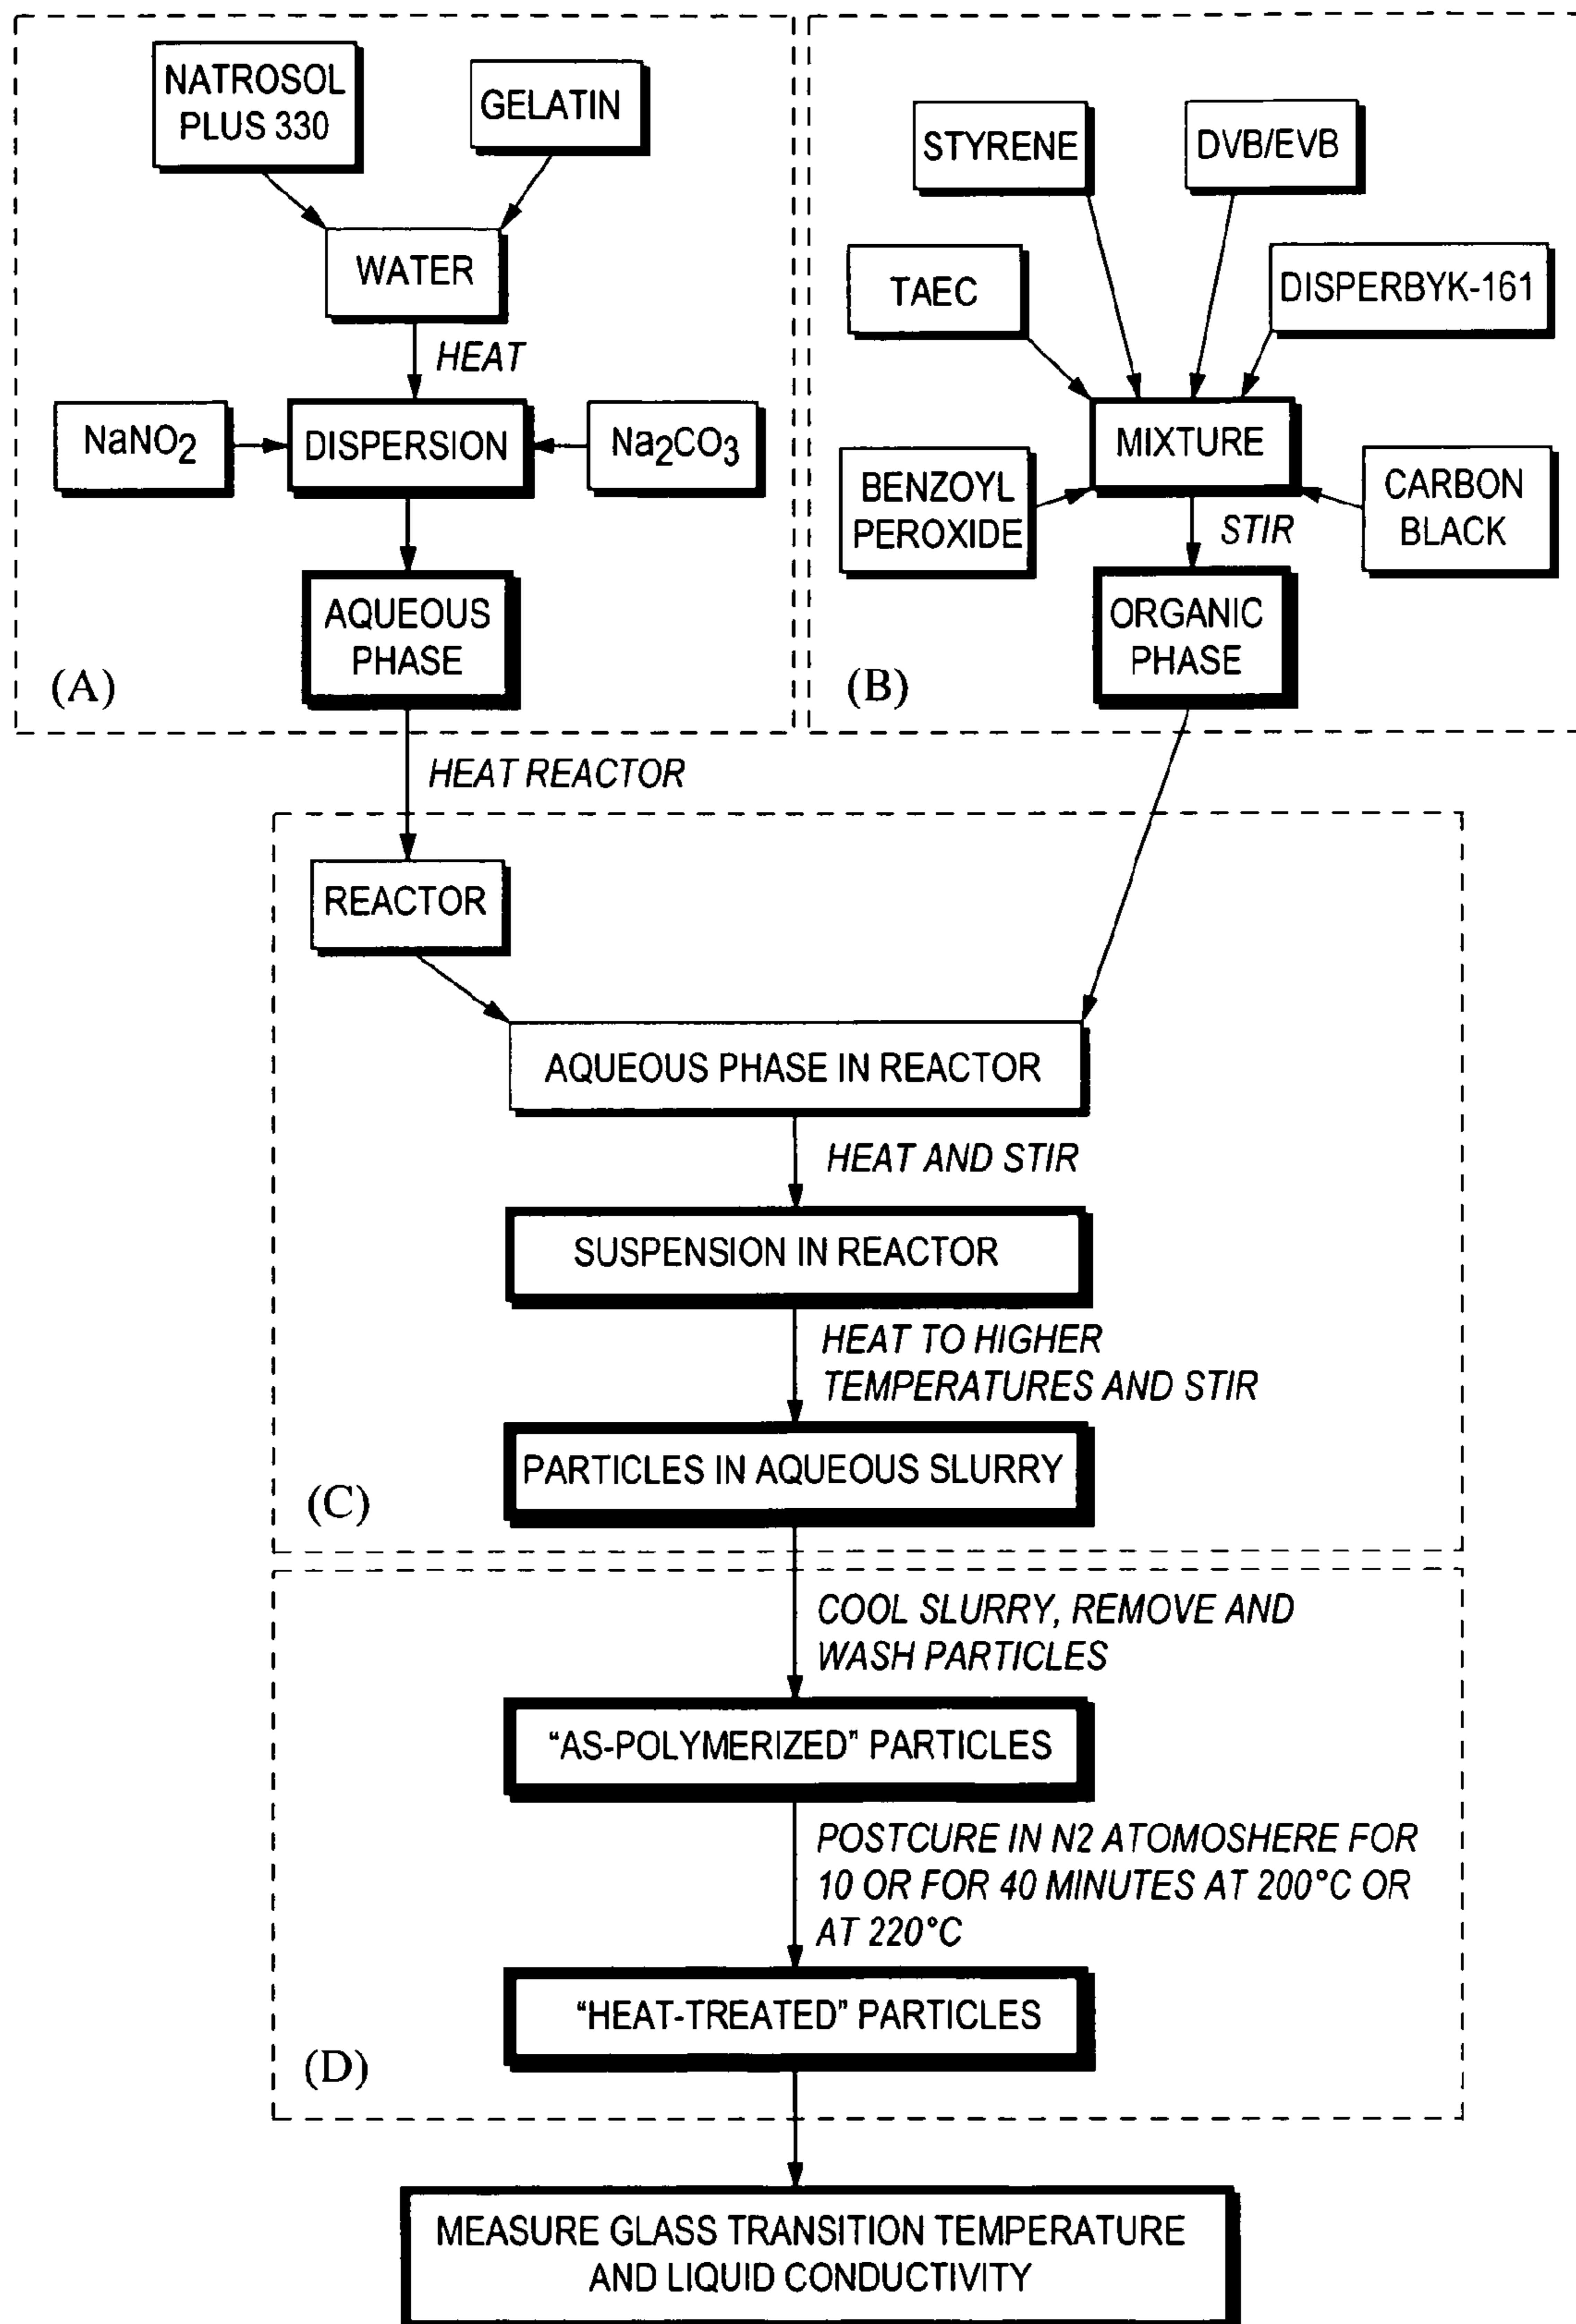 NATROSOL
PLUS 330
GELATIN
WATER
HEAT
NaNO2
DISPERSION
Na2CO3
AQUEOUS
PHASE
(A)
STYRENE
DVB/EVB
TAEC
DISPERBYK-161
MIXTURE
BENZOYL
PEROXIDE
CARBON
BLACK
STIR
ORGANIC
PHASE
(B)
HEAT REACTOR
REACTOR
AQUEOUS PHASE IN REACTOR
HEAT AND STIR
SUSPENSION IN REACTOR
HEAT TO HIGHER
TEMPERATURES AND STIR
PARTICLES IN AQUEOUS SLURRY
(C)
COOL SLURRY, REMOVE AND
WASH PARTICLES
“AS-POLYMERIZED” PARTICLES
POSTCURE IN N2 ATOMOSHERE FOR
10 OR FOR 40 MINUTES AT 200°C OR
AT 220°C
“HEAT-TREATED” PARTICLES
(D)
MEASURE GLASS TRANSITION TEMPERATURE
AND LIQUID CONDUCTIVITY